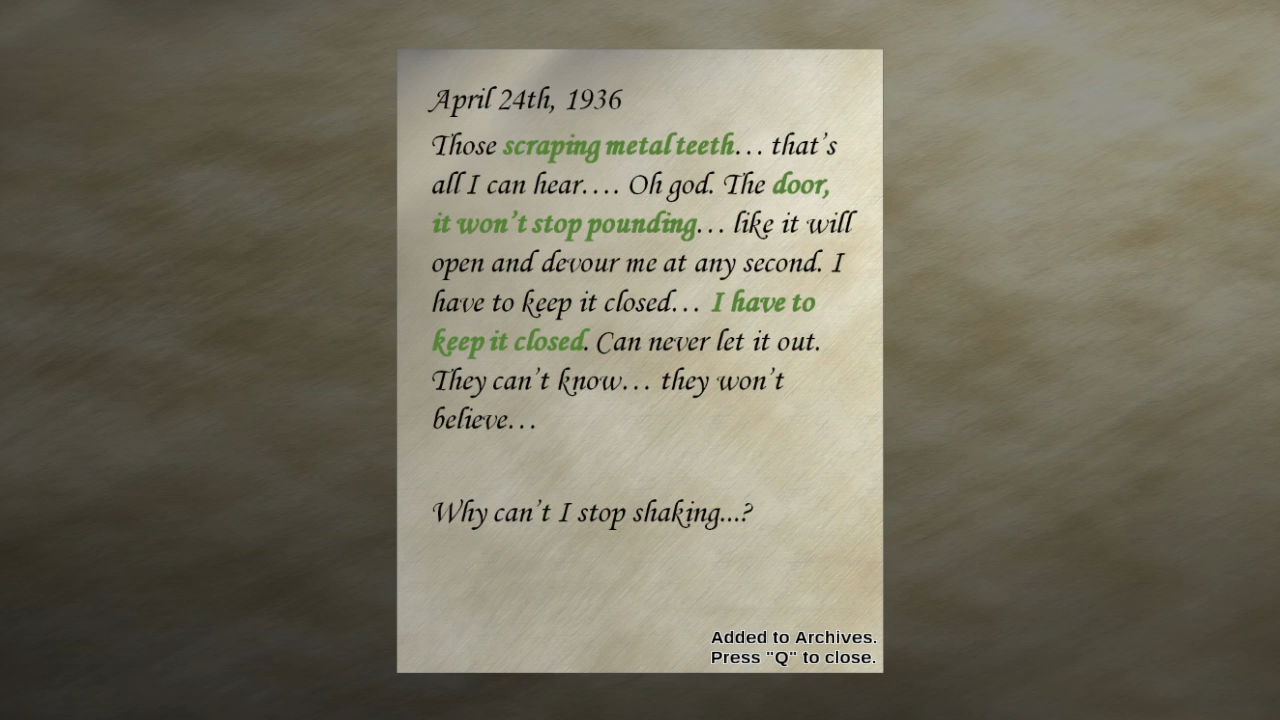 April 24th, 1936
Those scraping metal teeth... that's
all I can hear.... Oh god. The door,
it won't stop pounding... like it will
open and devour me at any second. I
have to keep it closed... I have to
keep it closed. Can never let it out.
They can't know... they won't
believe...
Why can't I stop shaking...?
Added to Archives.
Press "Q" to close.